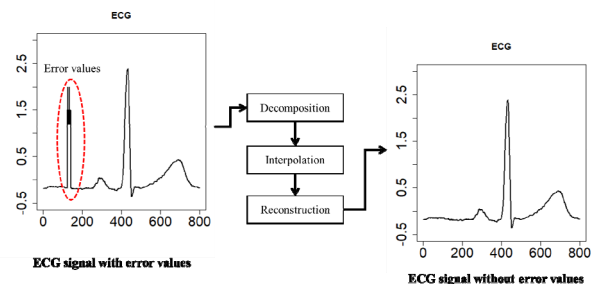 ECG
Error values
2.5
1.5
0.5
-0.5
0 200 400 600 800
ECG signal with error values
Decomposition
Interpolation
Reconstruction
ECG
2.5
1.5
0.5
-0.5
0 200 400 600 800
ECG signal without error values